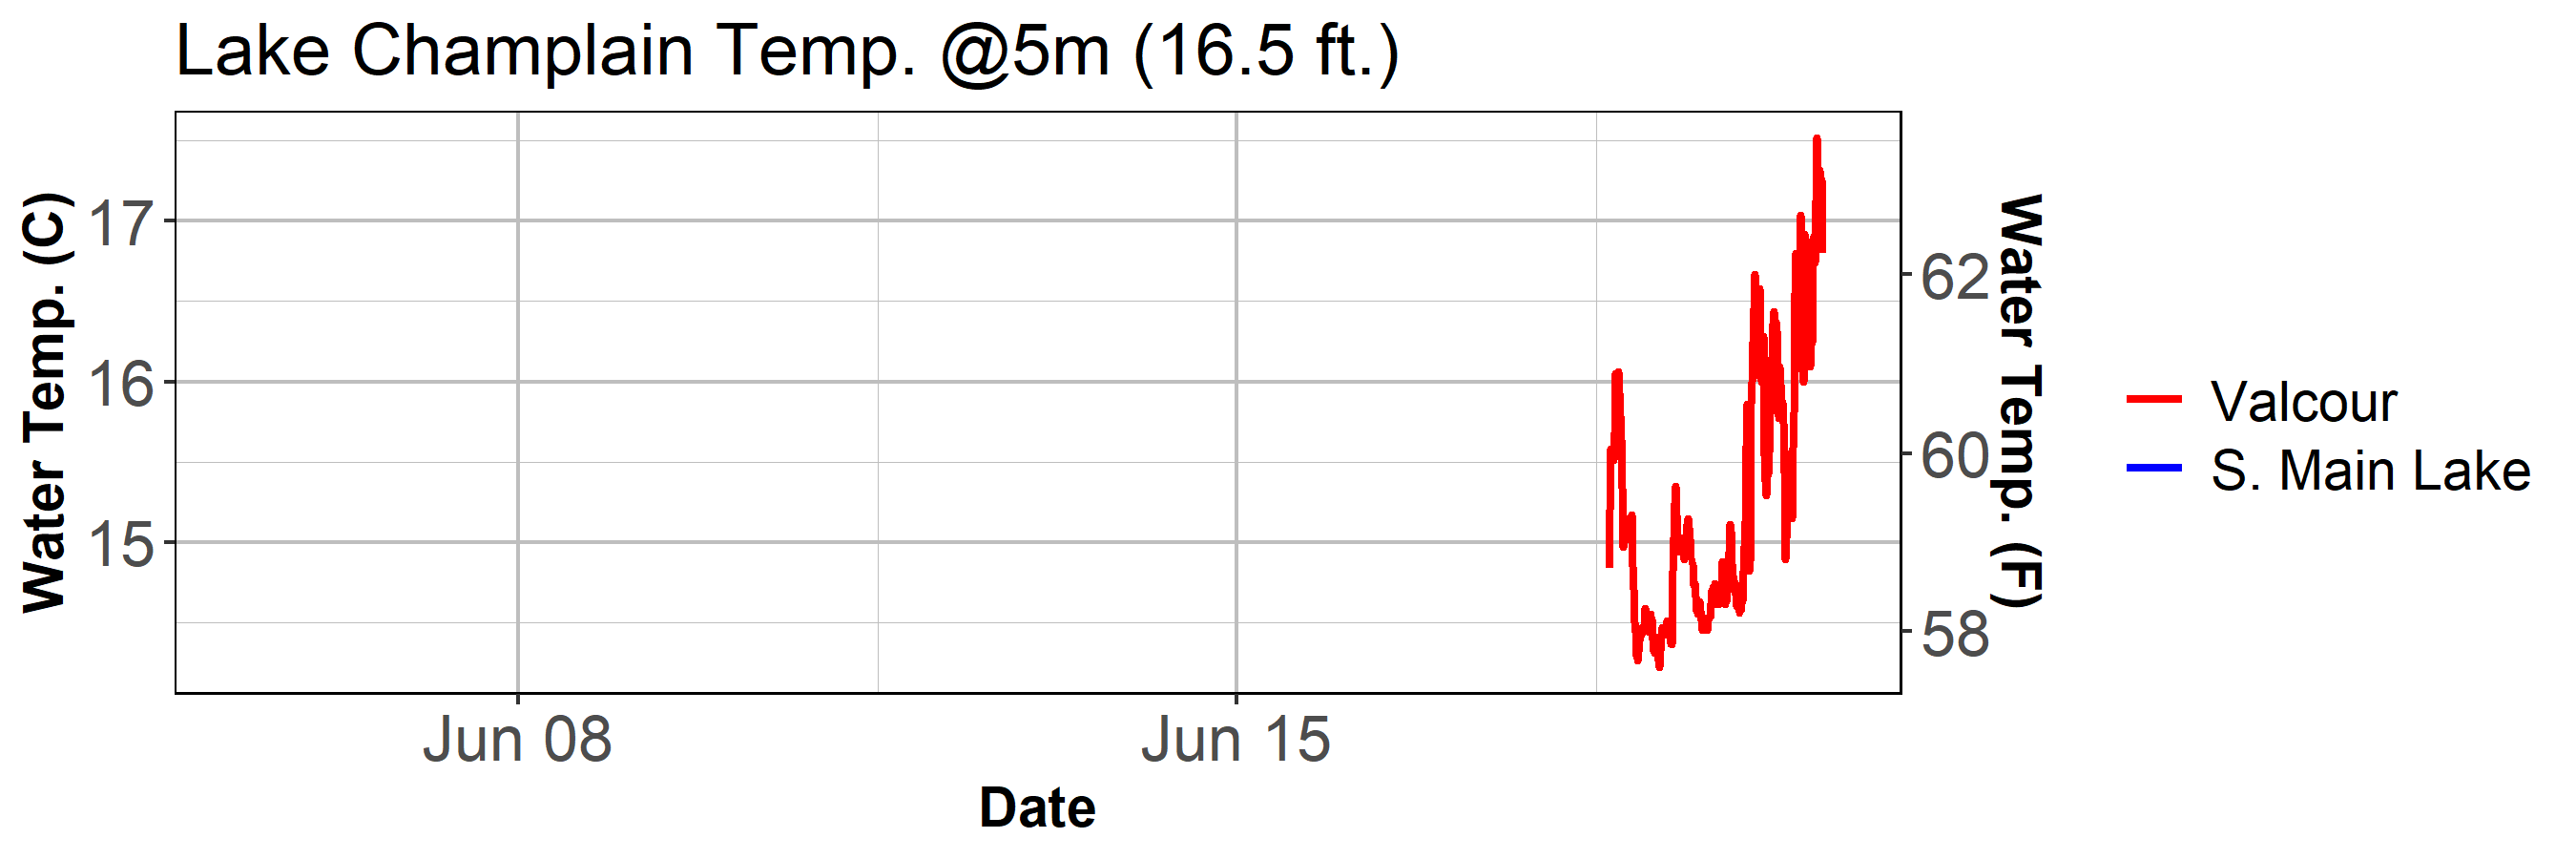 Lake Champlain Temp. @5m (16.5 ft.)
Water Temp. (C)
17
16
15
Water Temp. (F)
62
60
58
Jun 08
Jun 15
Date
Valcour
S. Main Lake